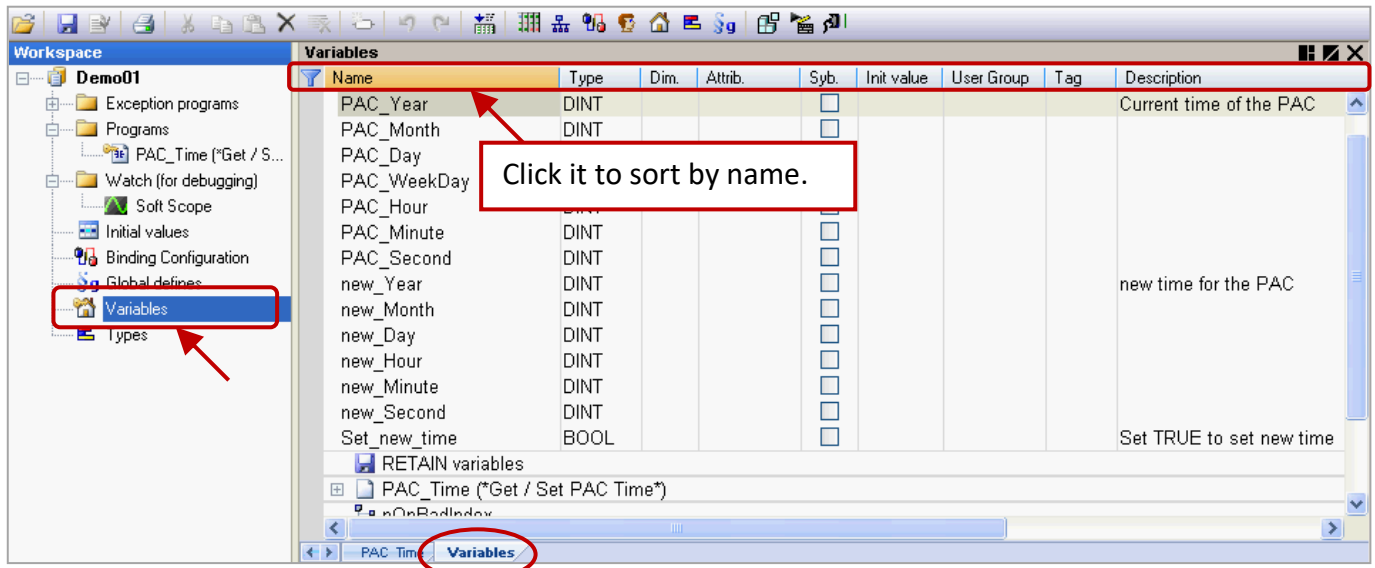 Workspace
Variables
Demo01
Exception programs
Programs
PAC_Time (*Get / S...
Watch (for debugging)
Soft Scope
Initial values
Binding Configuration
Global defines
Variables
Types
Name Type Dim. Attrib. Syb. Init value User Group Tag Description
PAC_Year DINT Current time of the PAC
PAC_Month DINT
PAC_Day
PAC_WeekDay
PAC_Hour DINT
PAC_Minute DINT
PAC_Second DINT
new_Year DINT new time for the PAC
new_Month DINT
new_Day DINT
new_Hour DINT
new_Minute DINT
new_Second DINT
Set_new_time BOOL Set TRUE to set new time
RETAIN variables
PAC_Time (*Get / Set PAC Time*)
pOnBadIndex
Click it to sort by name.
PAC Time Variables